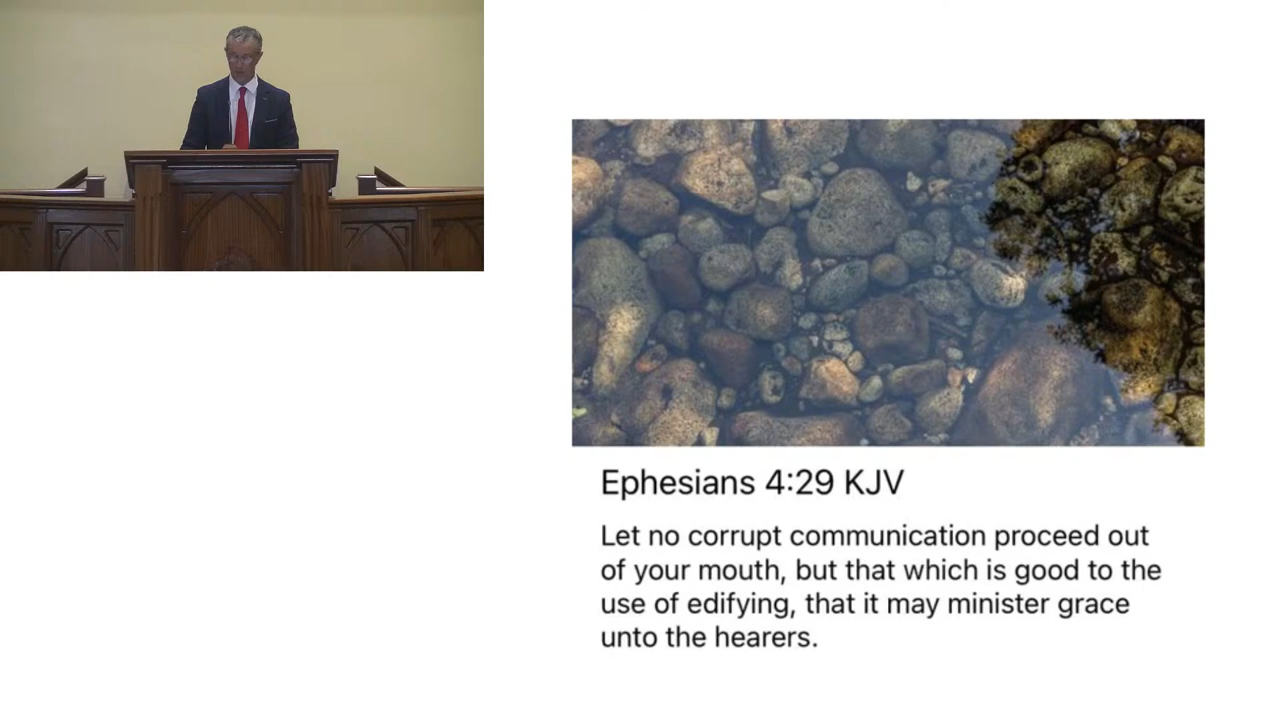 Ephesians 4:29 KJV
Let no corrupt communication proceed out
of your mouth, but that which is good to the
use of edifying, that it may minister grace
unto the hearers.